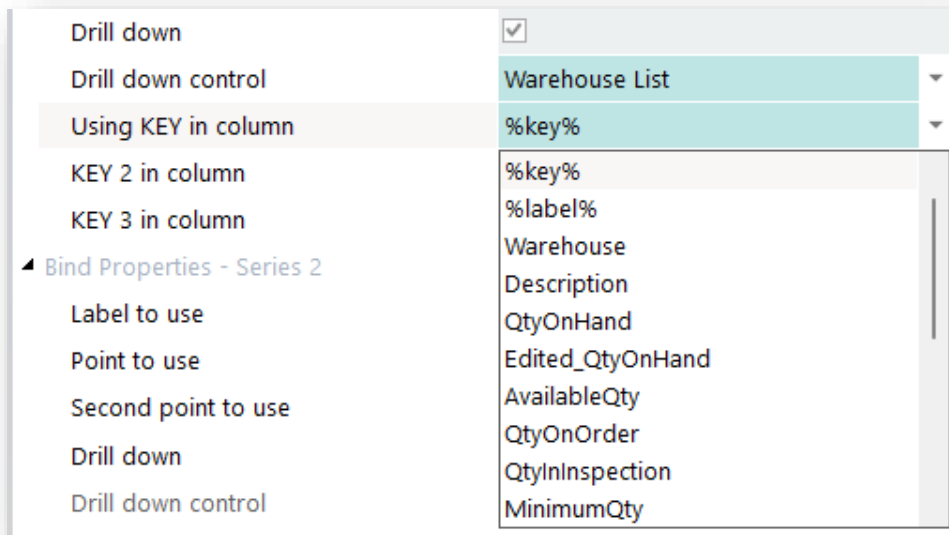 Drill down
Drill down control Warehouse List
Using KEY in column %key%
KEY 2 in column %key%
KEY 3 in column %label%
Warehouse
Bind Properties - Series 2 Description
Label to use QtyOnHand
Point to use Edited_QtyOnHand
Second point to use AvailableQty
QtyOnOrder
Drill down QtyInInspection
Drill down control MinimumQty